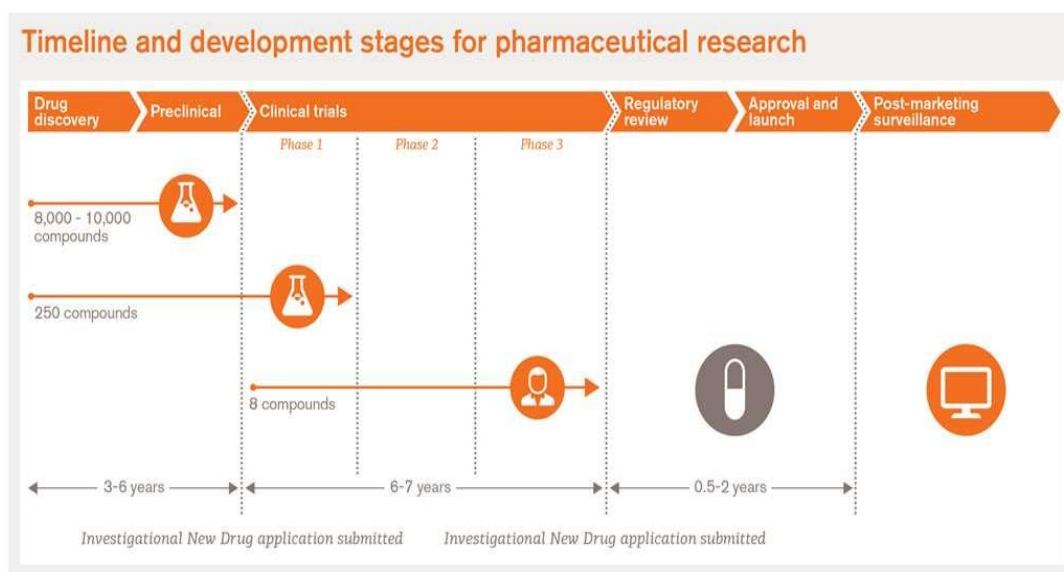 Timeline and development stages for pharmaceutical research
Drug
discovery
Preclinical
Clinical trials
Regulatory
review
Approval and
launch
Post-marketing
surveillance
Phase 1
Phase 2
Phase 3
8,000 - 10,000
compounds
250 compounds
8 compounds
3-6 years
6-7 years
0.5-2 years
Investigational New Drug application submitted
Investigational New Drug application submitted